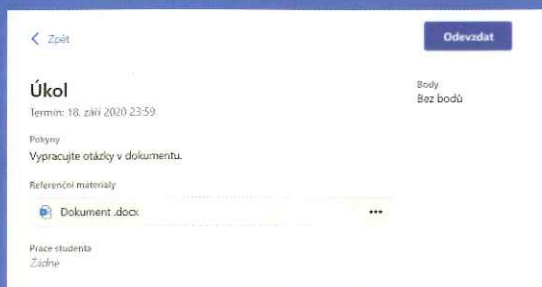 Zpět
Odevzdat
Úkol
Termín: 18. září 2020 23:59
Body
Bez bodů
Pokyny
Vypracujte otázky v dokumentu.
Referenční materiály
Dokument .docx
Práce studenta
Žádné